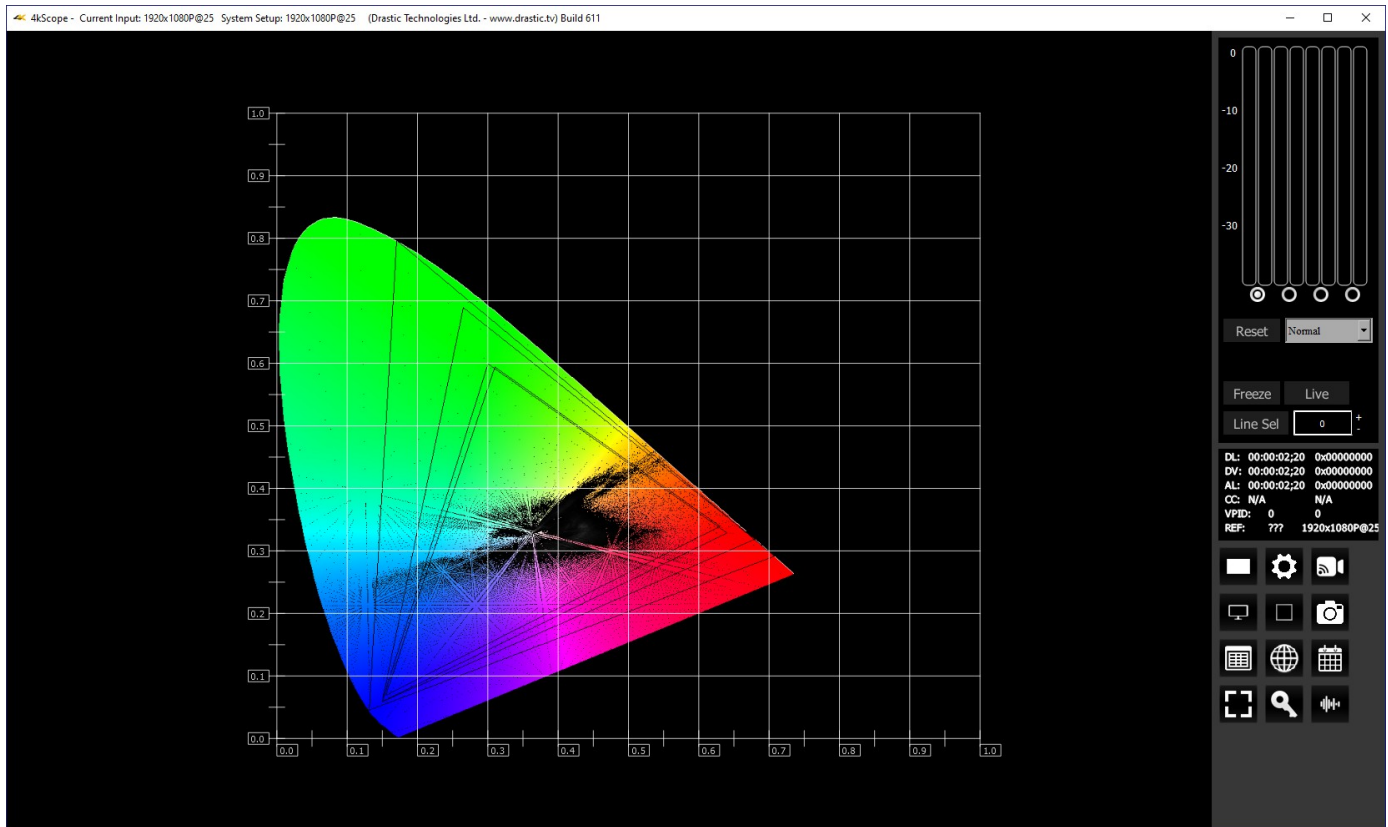 4kScope - Current Input: 1920x1080P@25 System Setup: 1920x1080P@25 (Drastic Technologies Ltd. - www.drastic.tv) Build 611
1.0
0.9
0.8
0.7
0.6
0.5
0.4
0.3
0.2
0.1
0.0
0.0 0.1 0.2 0.3 0.4 0.5 0.6 0.7 0.8 0.9 1.0
0
-10
-20
-30
Reset Normal
Freeze Live
Line Sel 0 + -
DL: 00:00:02;20 0x00000000
DV: 00:00:02;20 0x00000000
AL: 00:00:02;20 0x00000000
CC: N/A N/A
VPID: 0 0
REF: ??? 1920x1080P@25